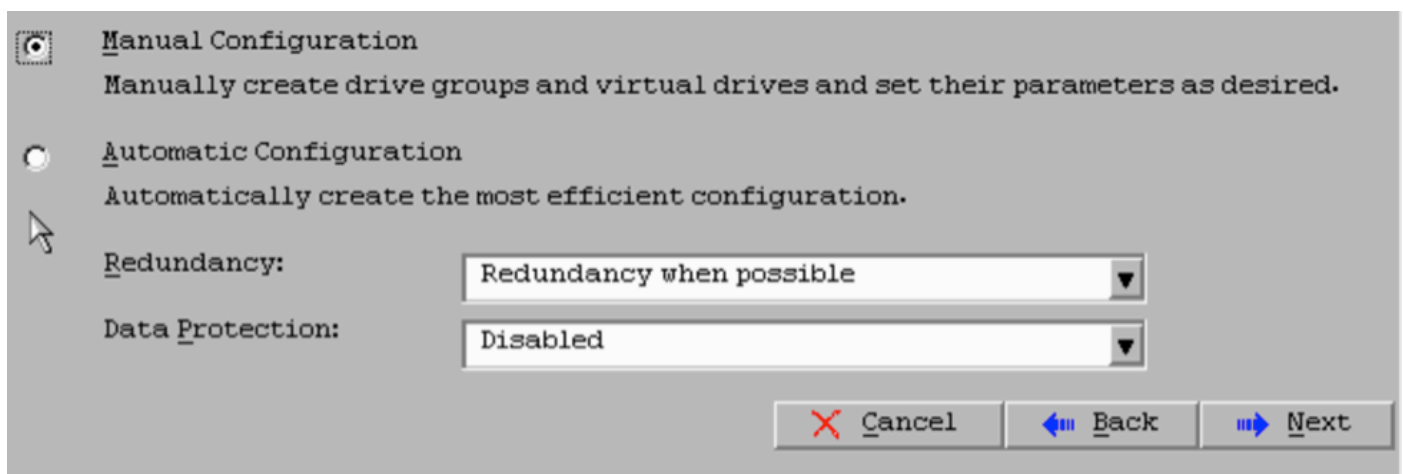 Manual Configuration
Manually create drive groups and virtual drives and set their parameters as desired.
Automatic Configuration
Automatically create the most efficient configuration.
Redundancy: Redundancy when possible
Data Protection: Disabled
Cancel Back Next